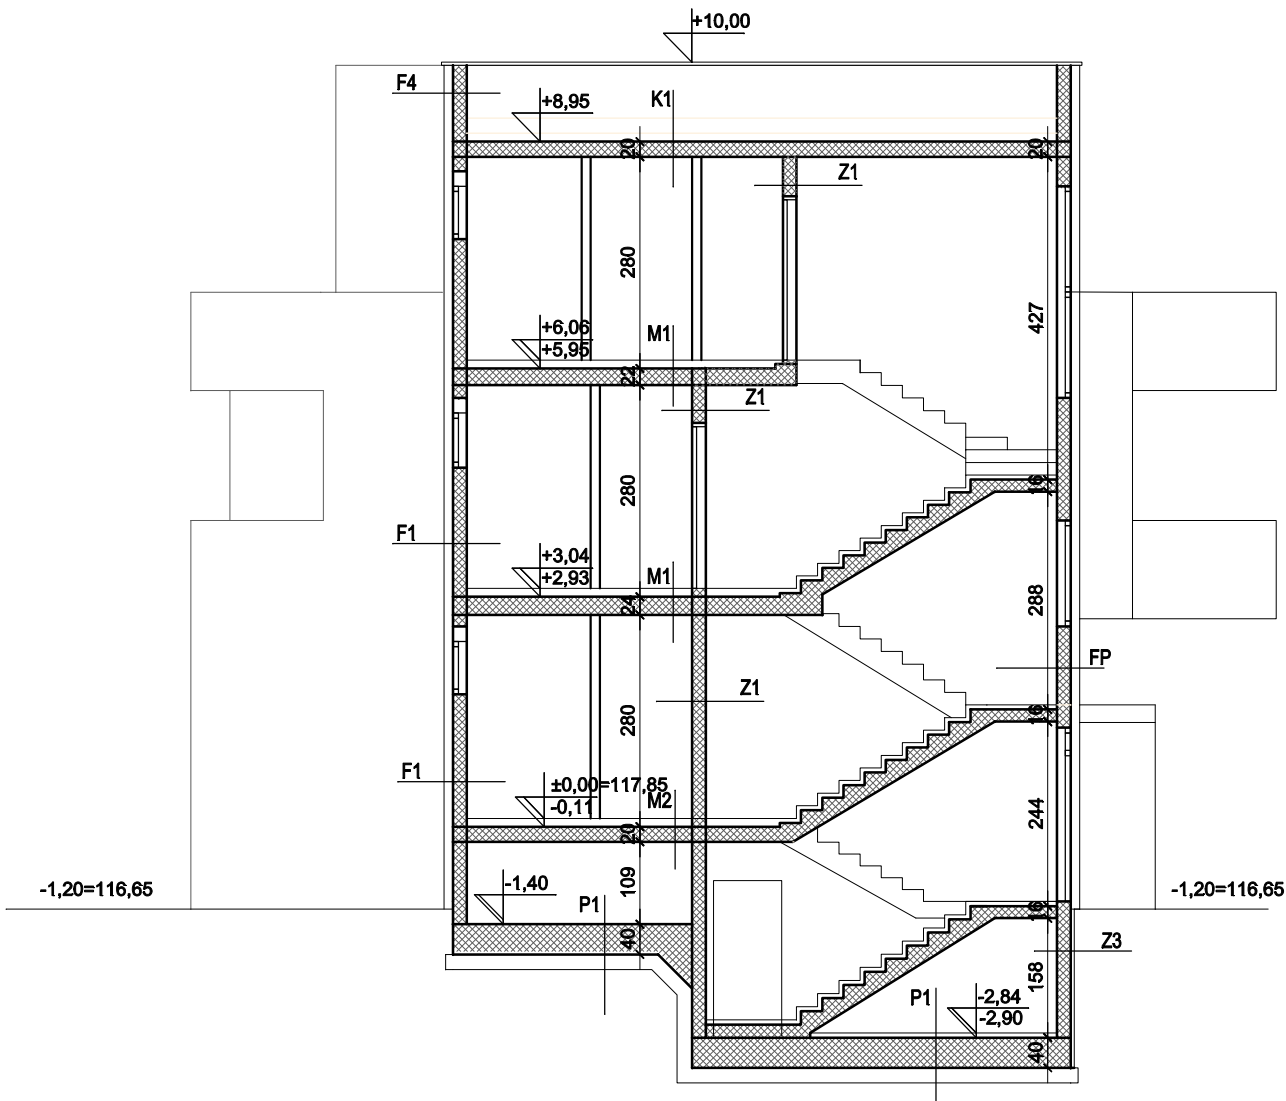 +10,00
F4
+8,95
K1
20
20
Z1
280
427
+6,06
+5,95
M1
22
Z1
280
16
F1
+3,04
+2,93
M1
24
288
FP
Z1
280
16
F1
±0,00=117,85
-0,11
M2
20
244
-1,20=116,65
-1,40
109
P1
16
-1,20=116,65
40
Z3
158
P1
-2,84
-2,90
40